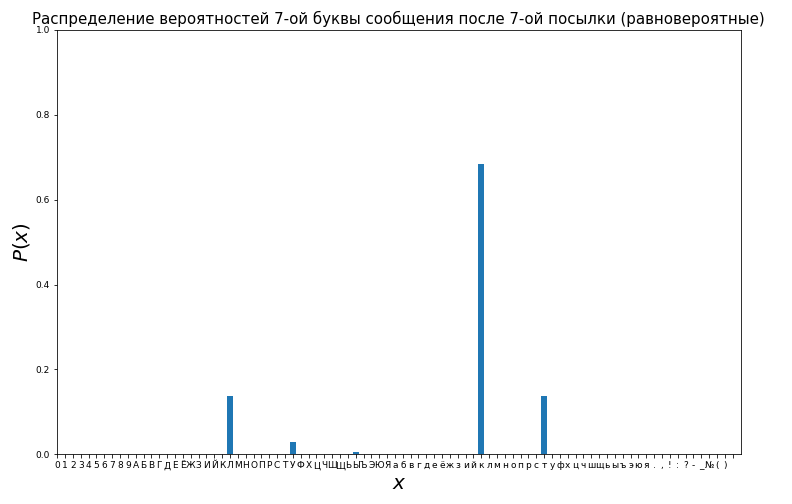 Распределение вероятностей 7-ой буквы сообщения после 7-ой посылки (равновероятные)
1.0
0.8
0.6
0.4
0.2
0.0
P(x)
0 1 2 3 4 5 6 7 8 9 А Б В Г Д Е Ё Ж З И Й К Л М Н О П Р С Т У Ф Х Ц Ч Ш Щ Ь Ы Ъ Э Ю Я а б в г д е ё ж з и й к л м н о п р с т у ф х ц ч ш щ ь ы ъ э ю я . , ! : ? - _ № ( )
x